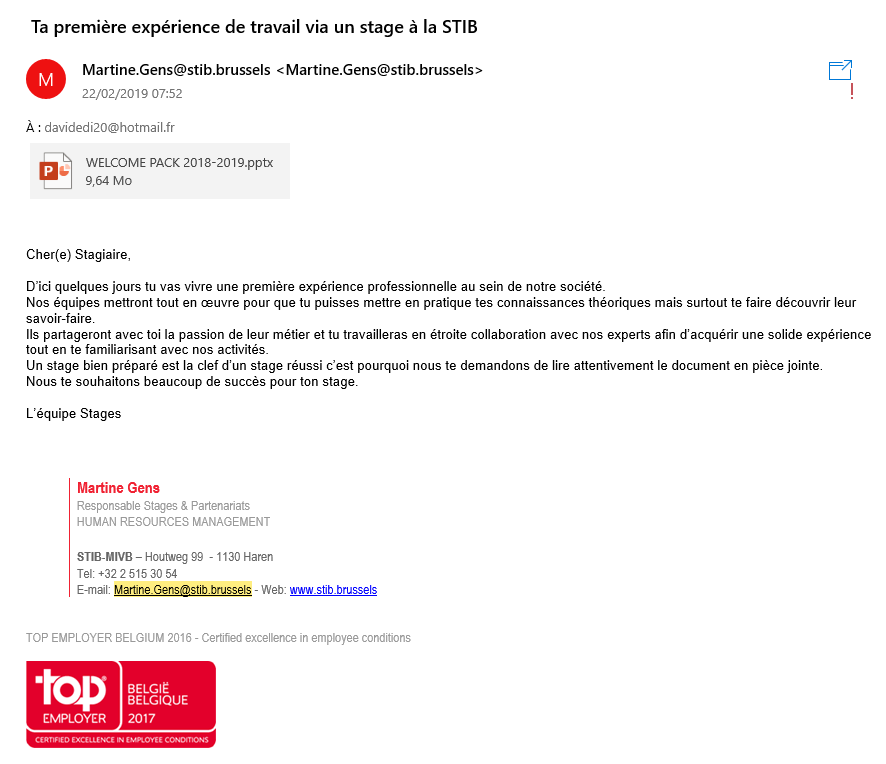 Ta première expérience de travail via un stage à la STIB
M
Martine.Gens@stib.brussels <Martine.Gens@stib.brussels>
22/02/2019 07:52
!
À : davidedi20@hotmail.fr
P
WELCOME PACK 2018-2019.pptx
9,64 Mo
Cher(e) Stagiaire,
D'ici quelques jours tu vas vivre une première expérience professionnelle au sein de notre société.
Nos équipes mettront tout en œuvre pour que tu puisses mettre en pratique tes connaissances théoriques mais surtout te faire découvrir leur
savoir-faire.
Ils partageront avec toi la passion de leur métier et tu travailleras en étroite collaboration avec nos experts afin d'acquérir une solide expérience
tout en te familiarisant avec nos activités.
Un stage bien préparé est la clef d'un stage réussi c'est pourquoi nous te demandons de lire attentivement le document en pièce jointe.
Nous te souhaitons beaucoup de succès pour ton stage.
L'équipe Stages
Martine Gens
Responsable Stages & Partenariats
HUMAN RESOURCES MANAGEMENT
STIB-MIVB – Houtweg 99 - 1130 Haren
Tel: +32 2 515 30 54
E-mail: Martine.Gens@stib.brussels - Web: www.stib.brussels
TOP EMPLOYER BELGIUM 2016 - Certified excellence in employee conditions
top
EMPLOYER
BELGIË
BELGIQUE
2017
CERTIFIED EXCELLENCE IN EMPLOYEE CONDITIONS